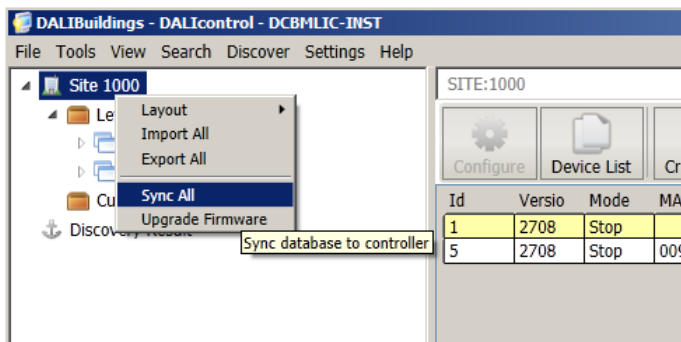 DALIBuildings - DALIcontrol - DCBMLIC-INST
File Tools View Search Discover Settings Help
Site 1000
SITE:1000
Layout
Import All
Export All
Sync All
Upgrade Firmware
Sync database to controller
Le
Cu
Discovery Result
Configure Device List Cr
Id Versio Mode MA
1 2708 Stop
5 2708 Stop 009